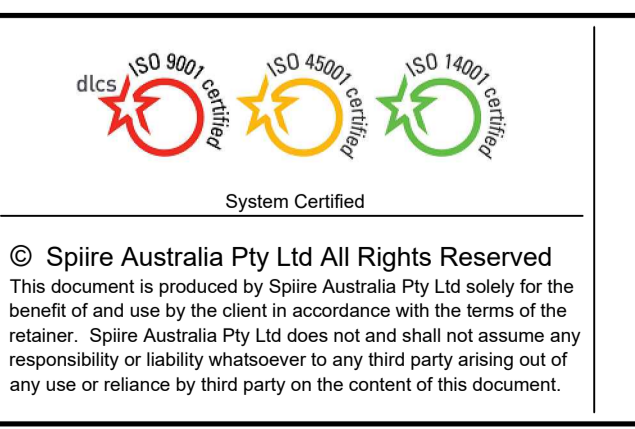 dlcs ISO 9001 certified ISO 45001 certified ISO 14001 certified
System Certified
© Spiire Australia Pty Ltd All Rights Reserved
This document is produced by Spiire Australia Pty Ltd solely for the
benefit of and use by the client in accordance with the terms of the
retainer.  Spiire Australia Pty Ltd does not and shall not assume any
responsibility or liability whatsoever to any third party arising out of
any use or reliance by third party on the content of this document.